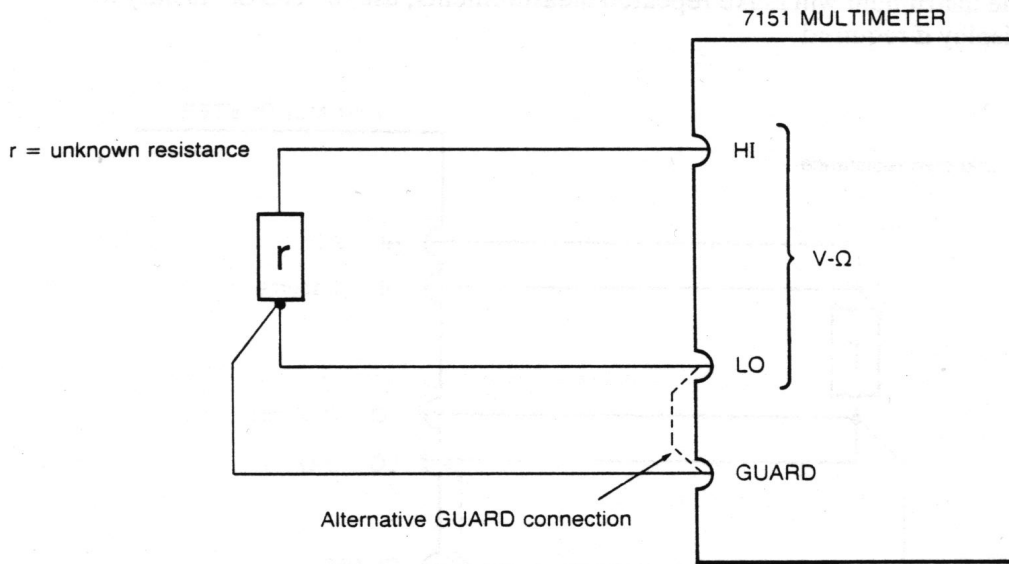 7151 MULTIMETER
r = unknown resistance
HI
r
V-Ω
LO
GUARD
Alternative GUARD connection